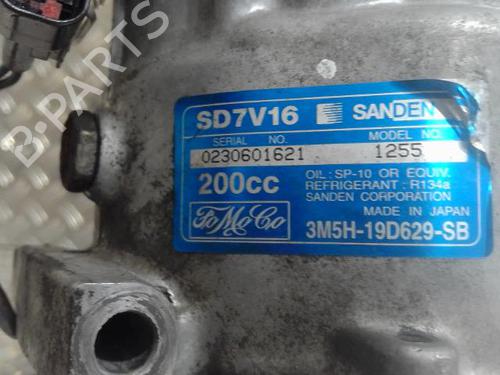 B-PARTS
SD7V16 SANDEN
SERIAL NO. MODEL NO.
0230601621 1255
200cc OIL : SP-10 OR EQUIV.
REFRIGERANT : R134a
SANDEN CORPORATION
MADE IN JAPAN
FoMoCo 3M5H-19D629-SB